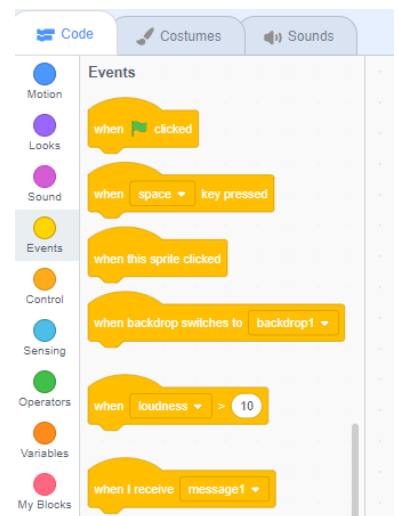 Code Costumes Sounds
Events
Motion
Looks
Sound
Events
Control
Sensing
Operators
Variables
My Blocks
when clicked
when space key pressed
when this sprite clicked
when backdrop switches to backdrop1
when loudness > 10
when I receive message1